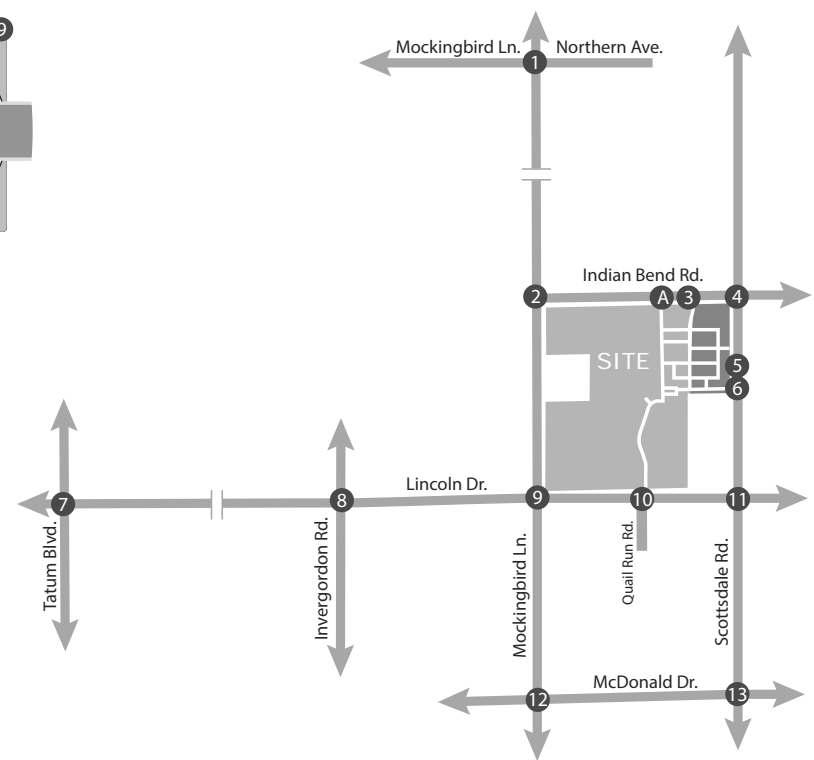 9
Mockingbird Ln.
Northern Ave.
1
Indian Bend Rd.
2
A
3
4
SITE
5
6
Lincoln Dr.
7
8
9
10
11
Tatum Blvd.
Invergordon Rd.
Mockingbird Ln.
Quail Run Rd.
Scottsdale Rd.
McDonald Dr.
12
13